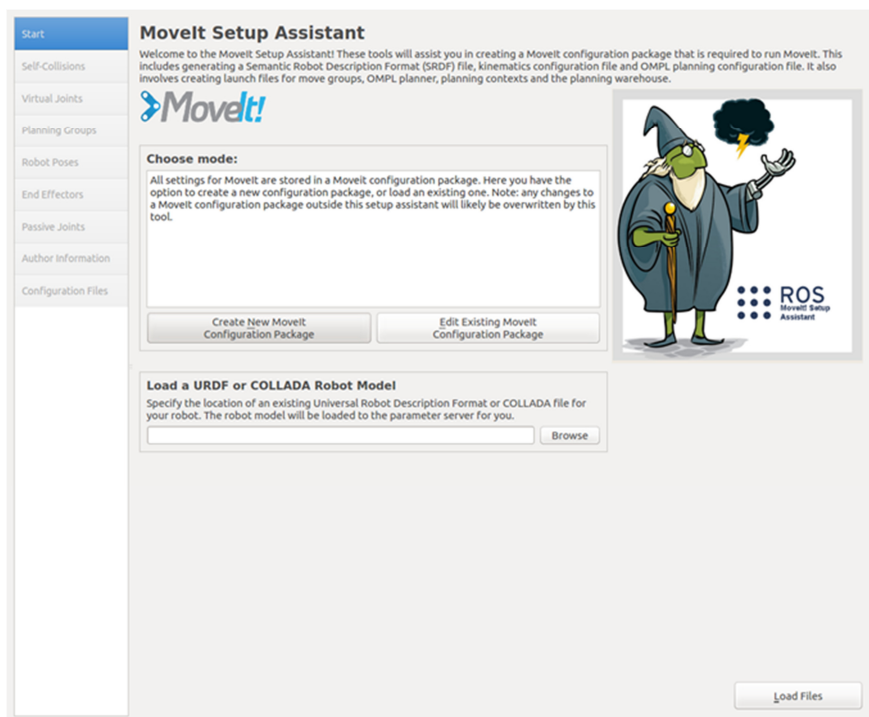 Start
Self-Collisions
Virtual Joints
Planning Groups
Robot Poses
End Effectors
Passive Joints
Author Information
Configuration Files
MoveIt Setup Assistant
Welcome to the MoveIt Setup Assistant! These tools will assist you in creating a MoveIt configuration package that is required to run MoveIt. This
includes generating a Semantic Robot Description Format (SRDF) file, kinematics configuration file and OMPL planning configuration file. It also
involves creating launch files for move groups, OMPL planner, planning contexts and the planning warehouse.
MoveIt!
Choose mode:
All settings for MoveIt are stored in a MoveIt configuration package. Here you have the
option to create a new configuration package, or load an existing one. Note: any changes to
a MoveIt configuration package outside this setup assistant will likely be overwritten by this
tool.
Create New MoveIt
Configuration Package
Edit Existing MoveIt
Configuration Package
ROS
MoveIt! Setup
Assistant
Load a URDF or COLLADA Robot Model
Specify the location of an existing Universal Robot Description Format or COLLADA file for
your robot. The robot model will be loaded to the parameter server for you.
Browse
Load Files